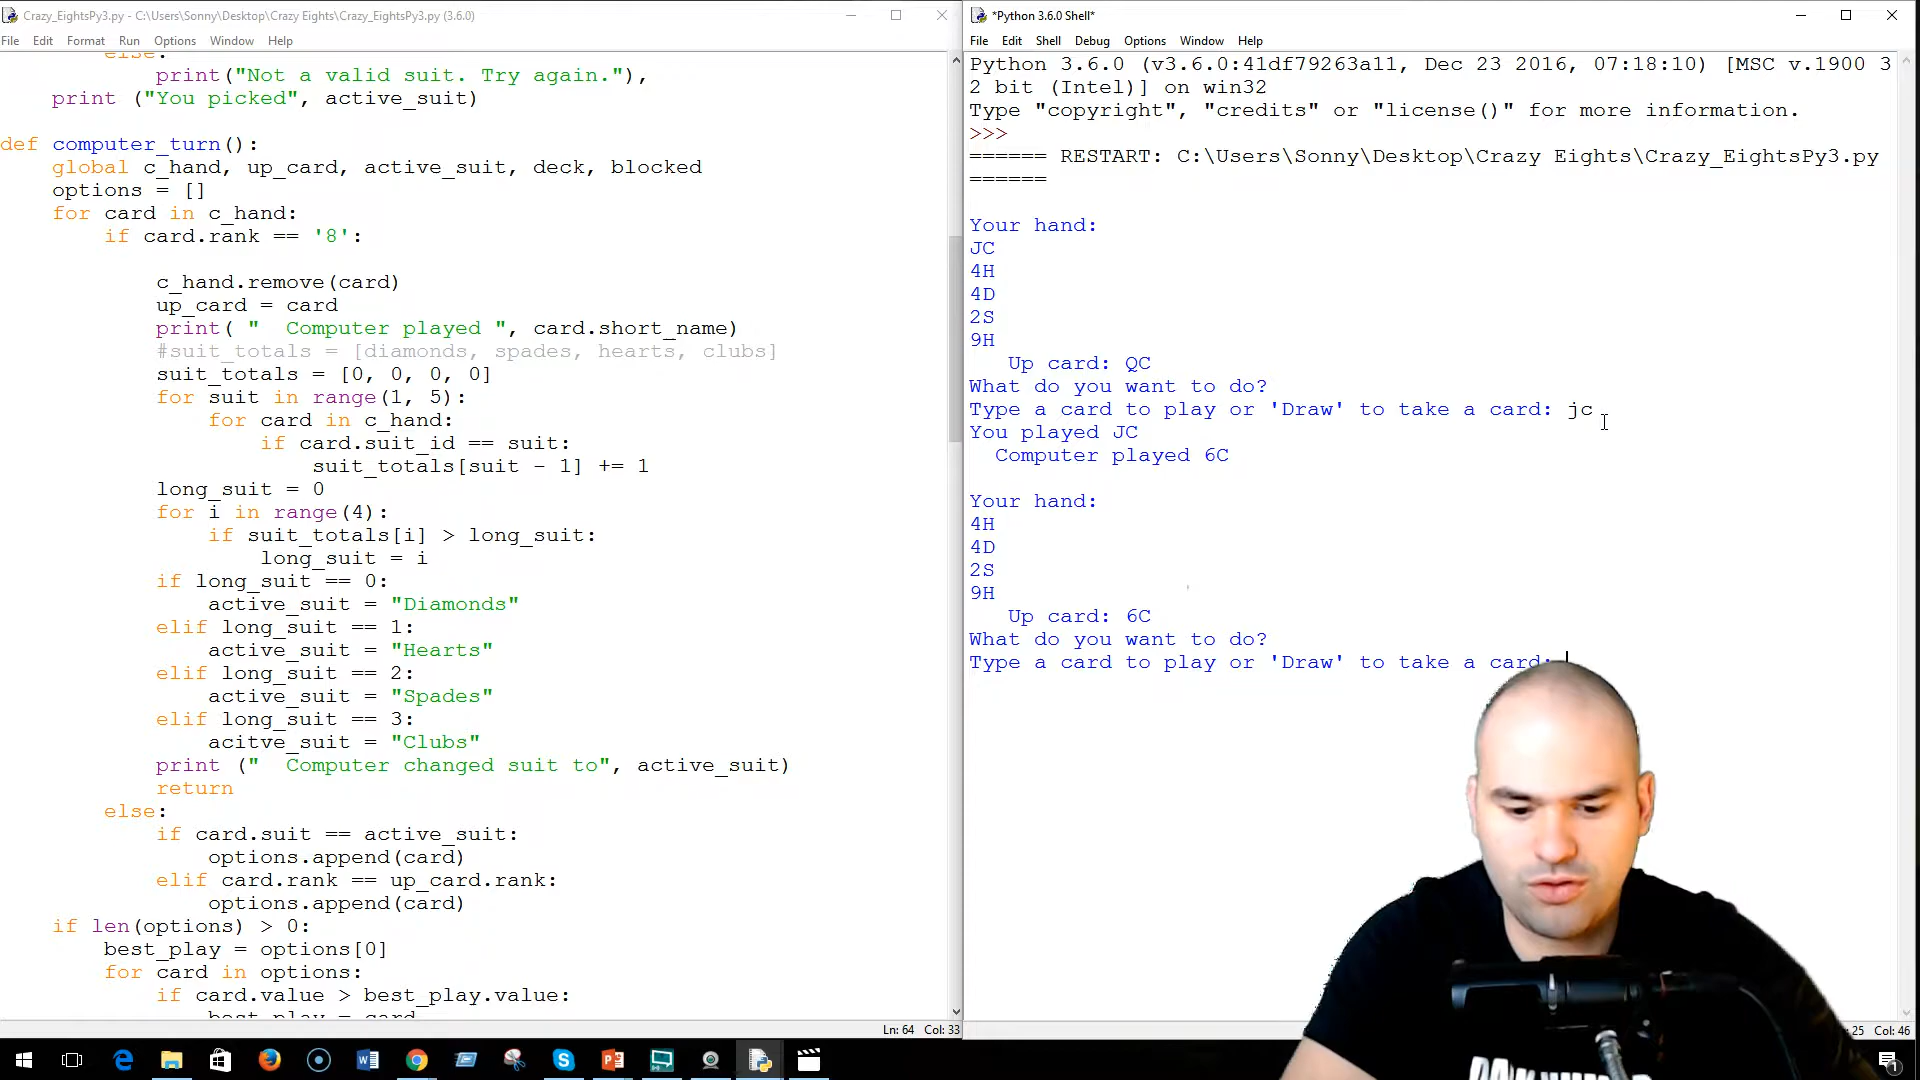 Crazy_EightsPy3.py - C:\Users\Sonny\Desktop\Crazy Eights\Crazy_EightsPy3.py (3.6.0)
File Edit Format Run Options Window Help
else:
print("Not a valid suit. Try again."),
print ("You picked", active_suit)
def computer_turn():
global c_hand, up_card, active_suit, deck, blocked
options = []
for card in c_hand:
if card.rank == '8':
c_hand.remove(card)
up_card = card
print( "  Computer played ", card.short_name)
#suit_totals = [diamonds, spades, hearts, clubs]
suit_totals = [0, 0, 0, 0]
for suit in range(1, 5):
for card in c_hand:
if card.suit_id == suit:
suit_totals[suit - 1] += 1
long_suit = 0
for i in range(4):
if suit_totals[i] > long_suit:
long_suit = i
if long_suit == 0:
active_suit = "Diamonds"
elif long_suit == 1:
active_suit = "Hearts"
elif long_suit == 2:
active_suit = "Spades"
elif long_suit == 3:
acitve_suit = "Clubs"
print ("  Computer changed suit to", active_suit)
return
else:
if card.suit == active_suit:
options.append(card)
elif card.rank == up_card.rank:
options.append(card)
if len(options) > 0:
best_play = options[0]
for card in options:
if card.value > best_play.value:
best_play = card
Ln: 64 Col: 33
*Python 3.6.0 Shell*
File Edit Shell Debug Options Window Help
Python 3.6.0 (v3.6.0:41df79263a11, Dec 23 2016, 07:18:10) [MSC v.1900 3
2 bit (Intel)] on win32
Type "copyright", "credits" or "license()" for more information.
>>>
====== RESTART: C:\Users\Sonny\Desktop\Crazy Eights\Crazy_EightsPy3.py
======
Your hand:
JC
4H
4D
2S
9H
Up card: QC
What do you want to do?
Type a card to play or 'Draw' to take a card: jc
You played JC
Computer played 6C
Your hand:
4H
4D
2S
9H
Up card: 6C
What do you want to do?
Type a card to play or 'Draw' to take a card:
25 Col: 46